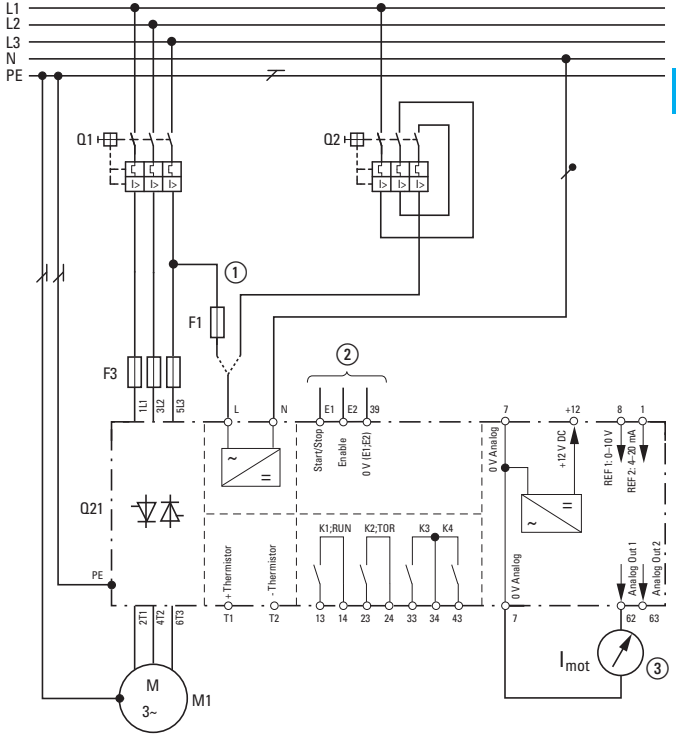 L1
L2
L3
N
PE
Q1
Q2
I> I> I>
I> I> I>
1
F1
2
F3
1L1
3L2
5L3
L
N
E1
E2
39
7
+12
8
1
Start/Stop
Enable
0 V (E1;E2)
0 V Analog
+12 V DC
REF 1: 0–10 V
REF 2: 4–20 mA
~
=
=
~
Q21
K1;RUN
K2;TOR
K3
K4
PE
+ Thermistor
- Thermistor
0 V Analog
Analog Out 1
Analog Out 2
2T1
4T2
6T3
T1
T2
13
14
23
24
33
34
43
7
62
63
M
3~
M1
Imot
3